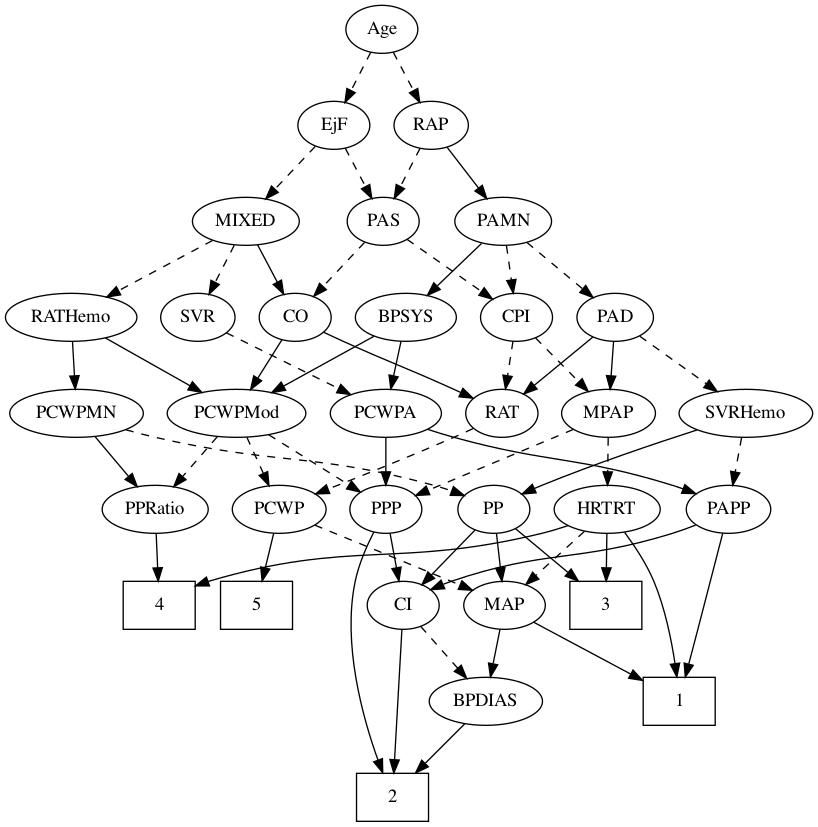 Age
EjF RAP
MIXED PAS PAMN
RATHemo SVR CO BPSYS CPI PAD
PCWPMN PCWPMod PCWPA RAT MPAP SVRHemo
PPRatio PCWP PPP PP HRTRT PAPP
4 5 CI MAP 3
BPDIAS 1
2